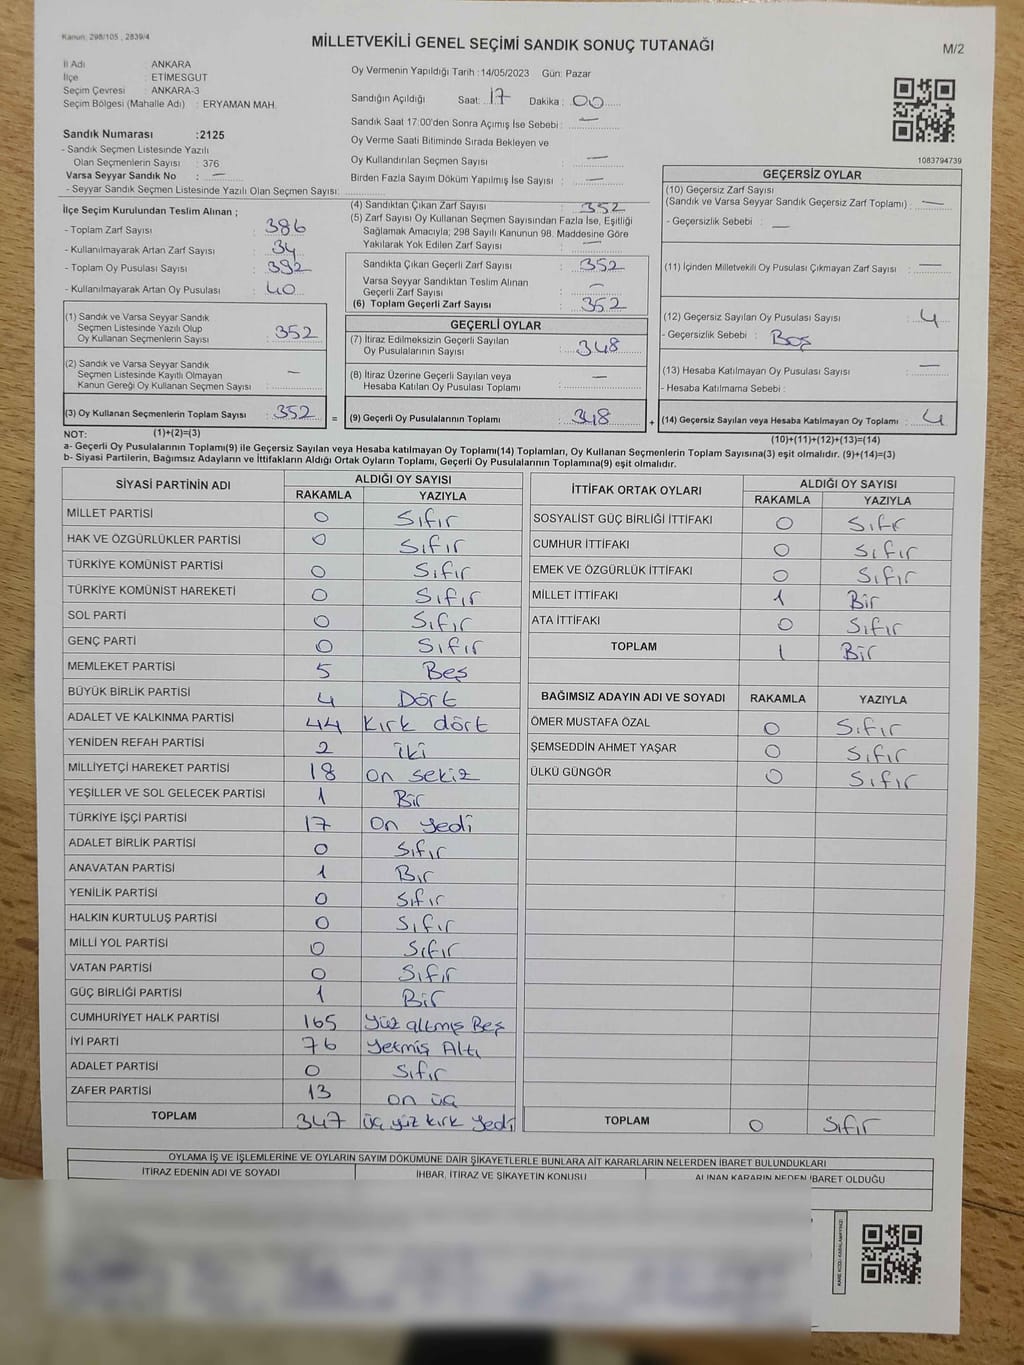 Kanun: 298/105 , 2839/4
MİLLETVEKİLİ GENEL SEÇİMİ SANDIK SONUÇ TUTANAĞI
M/2
İl Adı : ANKARA
İlçe : ETİMESGUT
Seçim Çevresi : ANKARA-3
Seçim Bölgesi (Mahalle Adı) : ERYAMAN MAH.
Sandık Numarası :2125
- Sandık Seçmen Listesinde Yazılı
Olan Seçmenlerin Sayısı : 376
Varsa Seyyar Sandık No : —
- Seyyar Sandık Seçmen Listesinde Yazılı Olan Seçmen Sayısı:
Oy Vermenin Yapıldığı Tarih :14/05/2023 Gün: Pazar
Sandığın Açıldığı Saat: 17 Dakika : 00
Sandık Saat 17:00'den Sonra Açımış İse Sebebi : —
Oy Verme Saati Bitiminde Sırada Bekleyen ve
Oy Kullandırılan Seçmen Sayısı : —
Birden Fazla Sayım Döküm Yapılmış İse Sayısı : —
1083794739
İlçe Seçim Kurulundan Teslim Alınan ;
- Toplam Zarf Sayısı : 386
- Kullanılmayarak Artan Zarf Sayısı : 34
- Toplam Oy Pusulası Sayısı : 392
- Kullanılmayarak Artan Oy Pusulası : 40
(4) Sandıktan Çıkan Zarf Sayısı : 352
(5) Zarf Sayısı Oy Kullanan Seçmen Sayısından Fazla İse, Eşitliği
Sağlamak Amacıyla; 298 Sayılı Kanunun 98. Maddesine Göre
Yakılarak Yok Edilen Zarf Sayısı : —
Sandıkta Çıkan Geçerli Zarf Sayısı : 352
Varsa Seyyar Sandıktan Teslim Alınan
Geçerli Zarf Sayısı : —
(6) Toplam Geçerli Zarf Sayısı : 352
GEÇERSİZ OYLAR
(10) Geçersiz Zarf Sayısı
(Sandık ve Varsa Seyyar Sandık Geçersiz Zarf Toplamı) : —
- Geçersizlik Sebebi : —
(11) İçinden Milletvekili Oy Pusulası Çıkmayan Zarf Sayısı : —
(12) Geçersiz Sayılan Oy Pusulası Sayısı : 4
- Geçersizlik Sebebi : Boş
(13) Hesaba Katılmayan Oy Pusulası Sayısı : —
- Hesaba Katılmama Sebebi :
(1) Sandık ve Varsa Seyyar Sandık
Seçmen Listesinde Yazılı Olup
Oy Kullanan Seçmenlerin Sayısı : 352
(2) Sandık ve Varsa Seyyar Sandık
Seçmen Listesinde Kayıtlı Olmayan
Kanun Gereği Oy Kullanan Seçmen Sayısı : —
GEÇERLİ OYLAR
(7) İtiraz Edilmeksizin Geçerli Sayılan
Oy Pusulalarının Sayısı : 348
(8) İtiraz Üzerine Geçerli Sayılan veya
Hesaba Katılan Oy Pusulası Toplamı : —
(3) Oy Kullanan Seçmenlerin Toplam Sayısı : 352 = (9) Geçerli Oy Pusulalarının Toplamı : 348 + (14) Geçersiz Sayılan veya Hesaba Katılmayan Oy Toplamı : 4
NOT: (1)+(2)=(3) (10)+(11)+(12)+(13)=(14)
a- Geçerli Oy Pusulalarının Toplamı(9) ile Geçersiz Sayılan veya Hesaba katılmayan Oy Toplamı(14) Toplamları, Oy Kullanan Seçmenlerin Toplam Sayısına(3) eşit olmalıdır. (9)+(14)=(3)
b- Siyasi Partilerin, Bağımsız Adayların ve İttifakların Aldığı Ortak Oyların Toplamı, Geçerli Oy Pusulalarının Toplamına(9) eşit olmalıdır.
SİYASİ PARTİNİN ADI ALDIĞI OY SAYISI
RAKAMLA YAZIYLA
MİLLET PARTİSİ 0 Sıfır
HAK VE ÖZGÜRLÜKLER PARTİSİ 0 Sıfır
TÜRKİYE KOMÜNİST PARTİSİ 0 Sıfır
TÜRKİYE KOMÜNİST HAREKETİ 0 Sıfır
SOL PARTİ 0 Sıfır
GENÇ PARTİ 0 Sıfır
MEMLEKET PARTİSİ 5 Beş
BÜYÜK BİRLİK PARTİSİ 4 Dört
ADALET VE KALKINMA PARTİSİ 44 kırk dört
YENİDEN REFAH PARTİSİ 2 iki
MİLLİYETÇİ HAREKET PARTİSİ 18 on sekiz
YEŞİLLER VE SOL GELECEK PARTİSİ 1 Bir
TÜRKİYE İŞÇİ PARTİSİ 17 on yedi
ADALET BİRLİK PARTİSİ 0 Sıfır
ANAVATAN PARTİSİ 1 Bır
YENİLİK PARTİSİ 0 Sıfır
HALKIN KURTULUŞ PARTİSİ 0 Sıfır
MİLLİ YOL PARTİSİ 0 Sıfır
VATAN PARTİSİ 0 Sıfır
GÜÇ BİRLİĞİ PARTİSİ 1 Bir
CUMHURİYET HALK PARTİSİ 165 yüz altmış Beş
İYİ PARTİ 76 yetmiş Altı
ADALET PARTİSİ 0 Sıfır
ZAFER PARTİSİ 13 on üç
TOPLAM 347 üç yüz kırk yedi
İTTİFAK ORTAK OYLARI ALDIĞI OY SAYISI
RAKAMLA YAZIYLA
SOSYALİST GÜÇ BİRLİĞİ İTTİFAKI 0 Sıfr
CUMHUR İTTİFAKI 0 Sıfır
EMEK VE ÖZGÜRLÜK İTTİFAKI 0 Sıfır
MİLLET İTTİFAKI 1 Bir
ATA İTTİFAKI 0 Sıfır
TOPLAM 1 Bir
BAĞIMSIZ ADAYIN ADI VE SOYADI RAKAMLA YAZIYLA
ÖMER MUSTAFA ÖZAL 0 Sıfır
ŞEMSEDDİN AHMET YAŞAR 0 Sıfır
ÜLKÜ GÜNGÖR 0 Sıfır
TOPLAM 0 Sıfır
OYLAMA İŞ VE İŞLEMLERİNE VE OYLARIN SAYIM DÖKÜMÜNE DAİR ŞİKAYETLERLE BUNLARA AİT KARARLARIN NELERDEN İBARET BULUNDUKLARI
İTİRAZ EDENİN ADI VE SOYADI İHBAR, İTİRAZ VE ŞİKAYETİN KONUSU ALINAN KARARIN NEDEN İBARET OLDUĞU